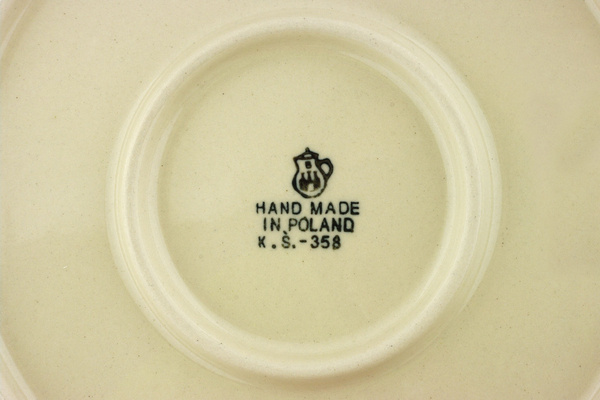 B
HAND MADE
IN POLAND
K.S.-358